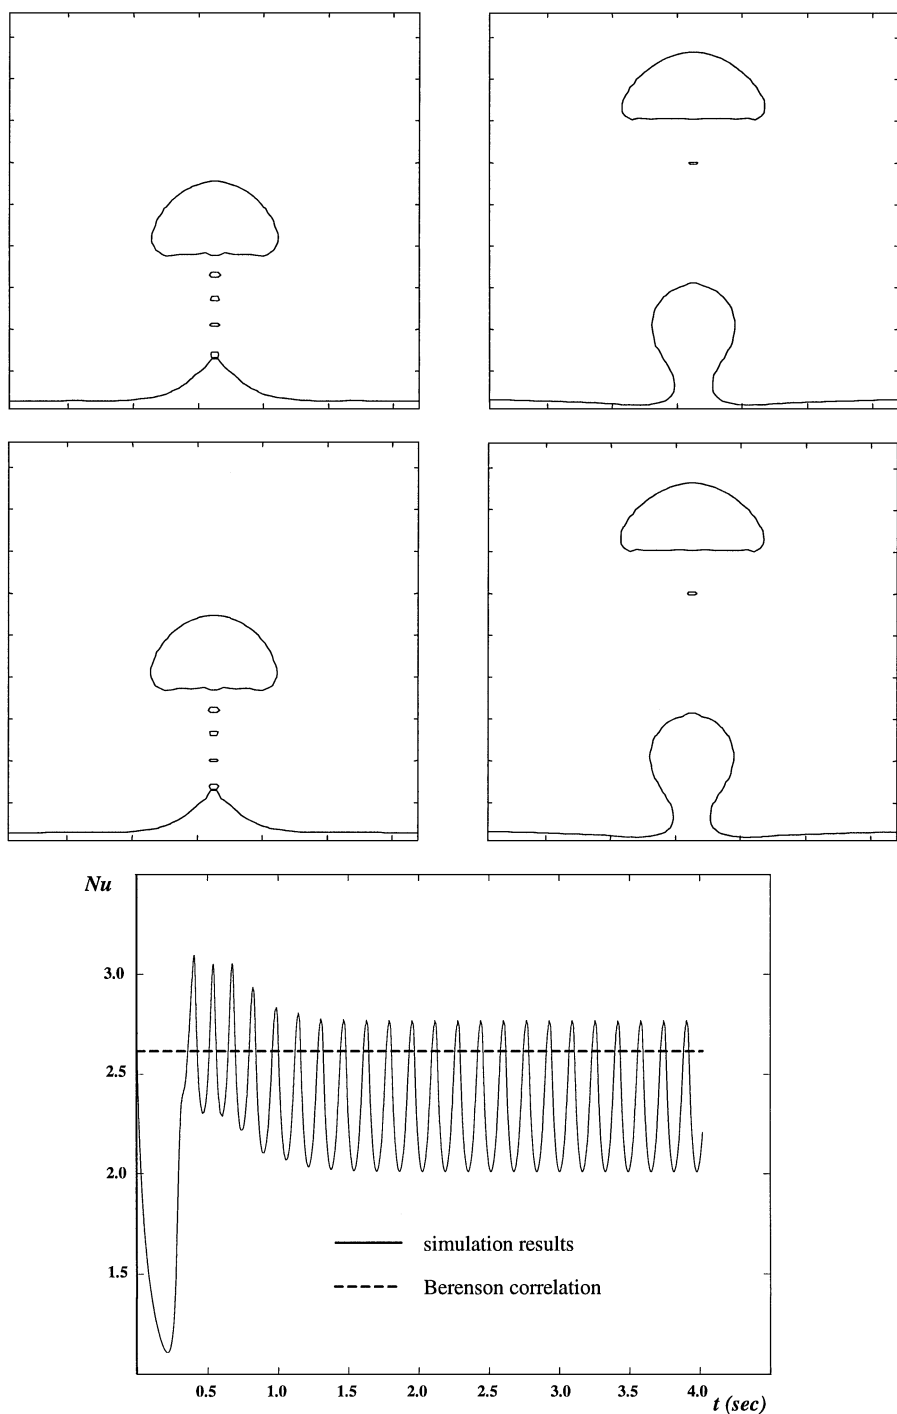 Nu
3.0
2.5
2.0
1.5
simulation results
Berenson correlation
0.5 1.0 1.5 2.0 2.5 3.0 3.5 4.0
t (sec)